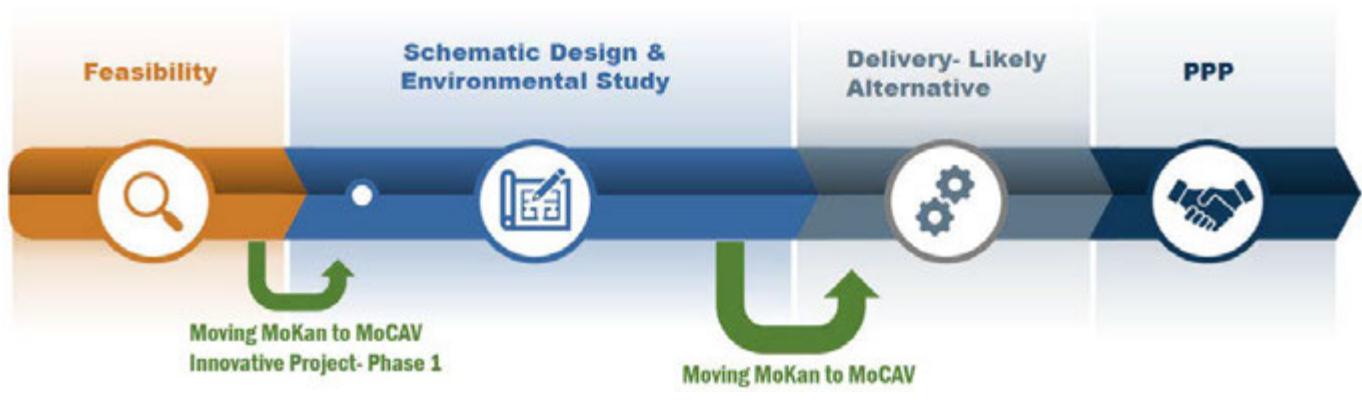 Feasibility
Schematic Design &
Environmental Study
Delivery- Likely
Alternative
PPP
Moving MoKan to MoCAV
Innovative Project- Phase 1
Moving MoKan to MoCAV